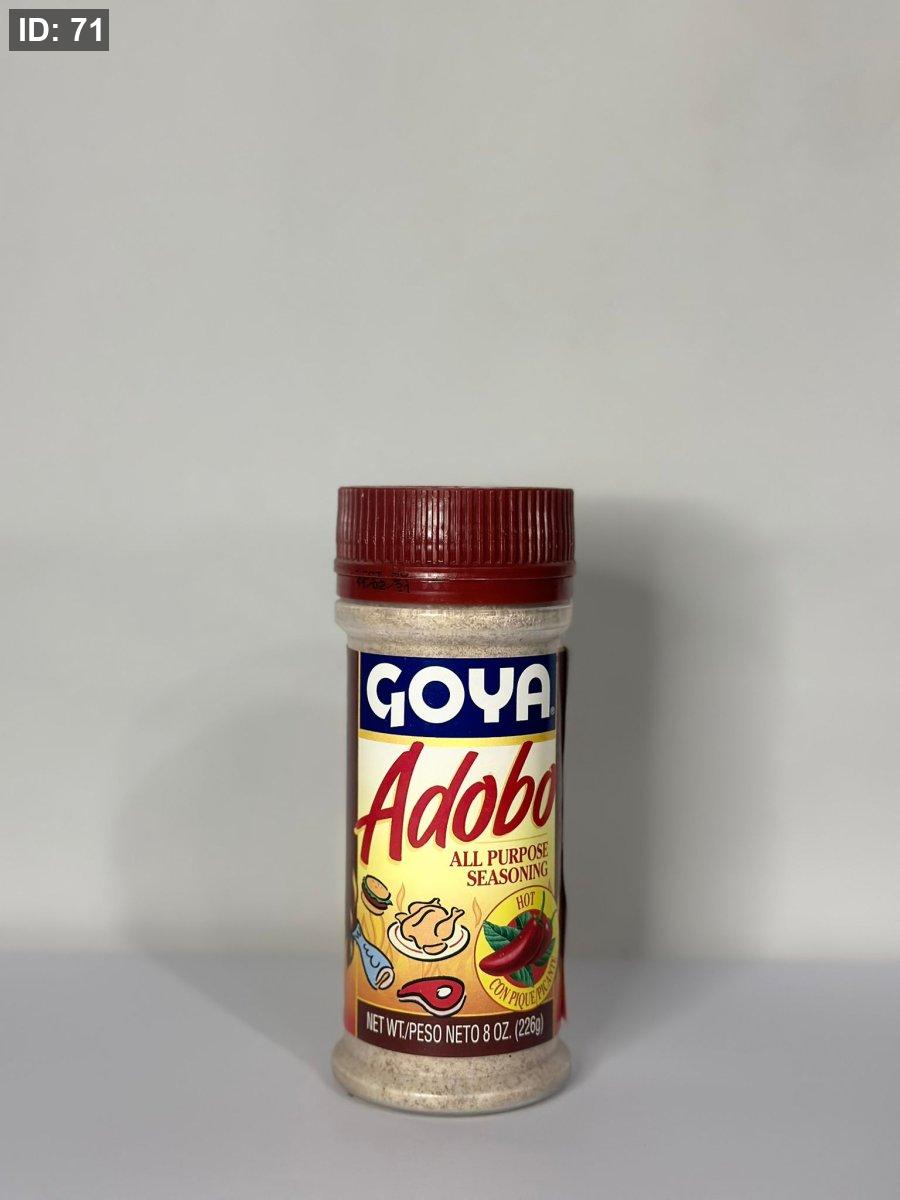 ID: 71
GOYA
Adobo
ALL PURPOSE
SEASONING
HOT
CON PIQUE/PICANTE
NET WT./PESO NETO 8 OZ. (226g)